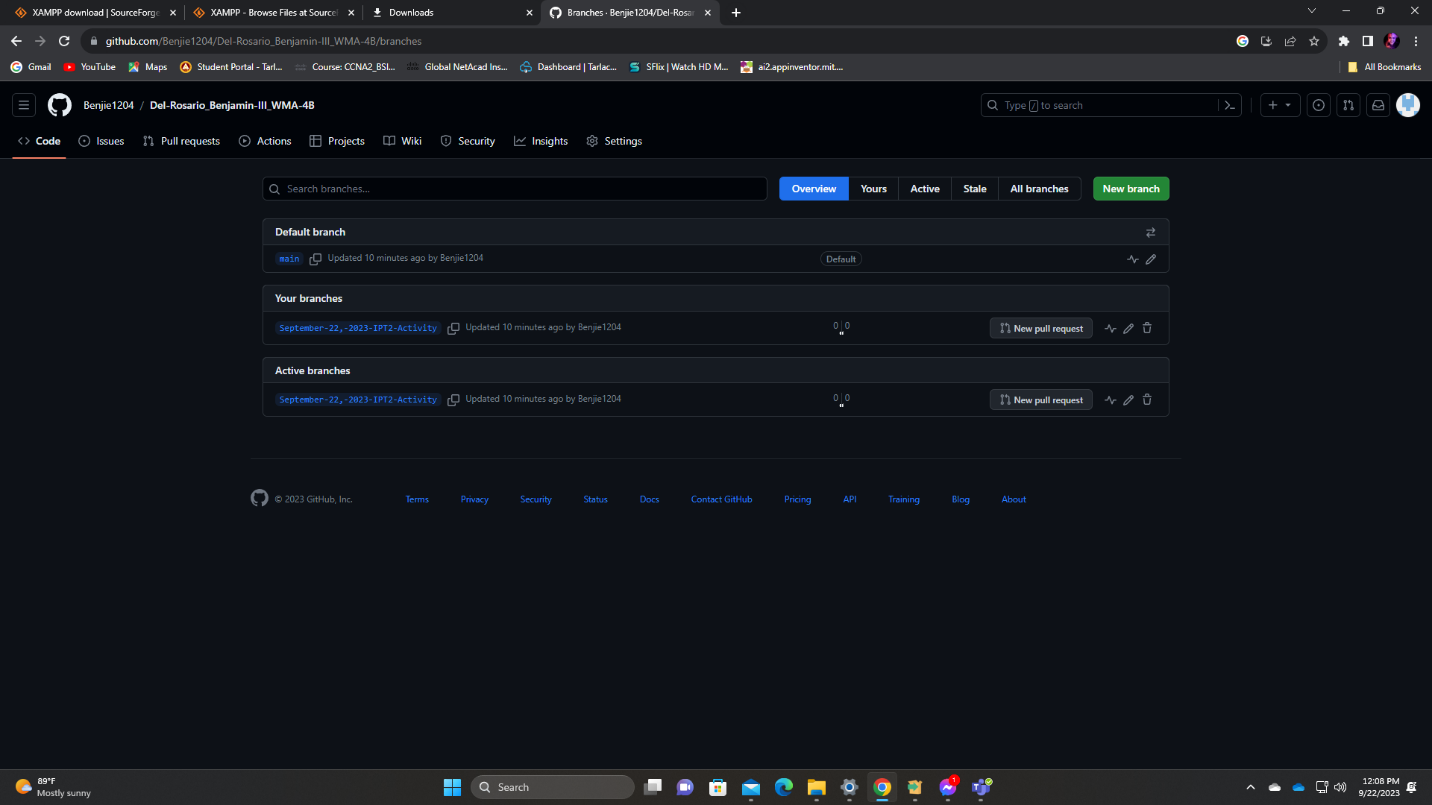 XAMPP download | SourceForge
XAMPP - Browse Files at SourceF
Downloads
Branches · Benjie1204/Del-Rosar
github.com/Benjie1204/Del-Rosario_Benjamin-III_WMA-4B/branches
Gmail YouTube Maps Student Portal - Tarl... Course: CCNA2_BSI... Global NetAcad Ins... Dashboard | Tarlac... SFlix | Watch HD M... ai2.appinventor.mit.... All Bookmarks
Benjie1204 / Del-Rosario_Benjamin-III_WMA-4B
Type / to search
Code Issues Pull requests Actions Projects Wiki Security Insights Settings
Search branches...
Overview Yours Active Stale All branches New branch
Default branch
main Updated 10 minutes ago by Benjie1204 Default
Your branches
September-22,-2023-IPT2-Activity Updated 10 minutes ago by Benjie1204 0 | 0 New pull request
Active branches
September-22,-2023-IPT2-Activity Updated 10 minutes ago by Benjie1204 0 | 0 New pull request
© 2023 GitHub, Inc. Terms Privacy Security Status Docs Contact GitHub Pricing API Training Blog About
89°F
Mostly sunny
Search
1
12:08 PM
9/22/2023